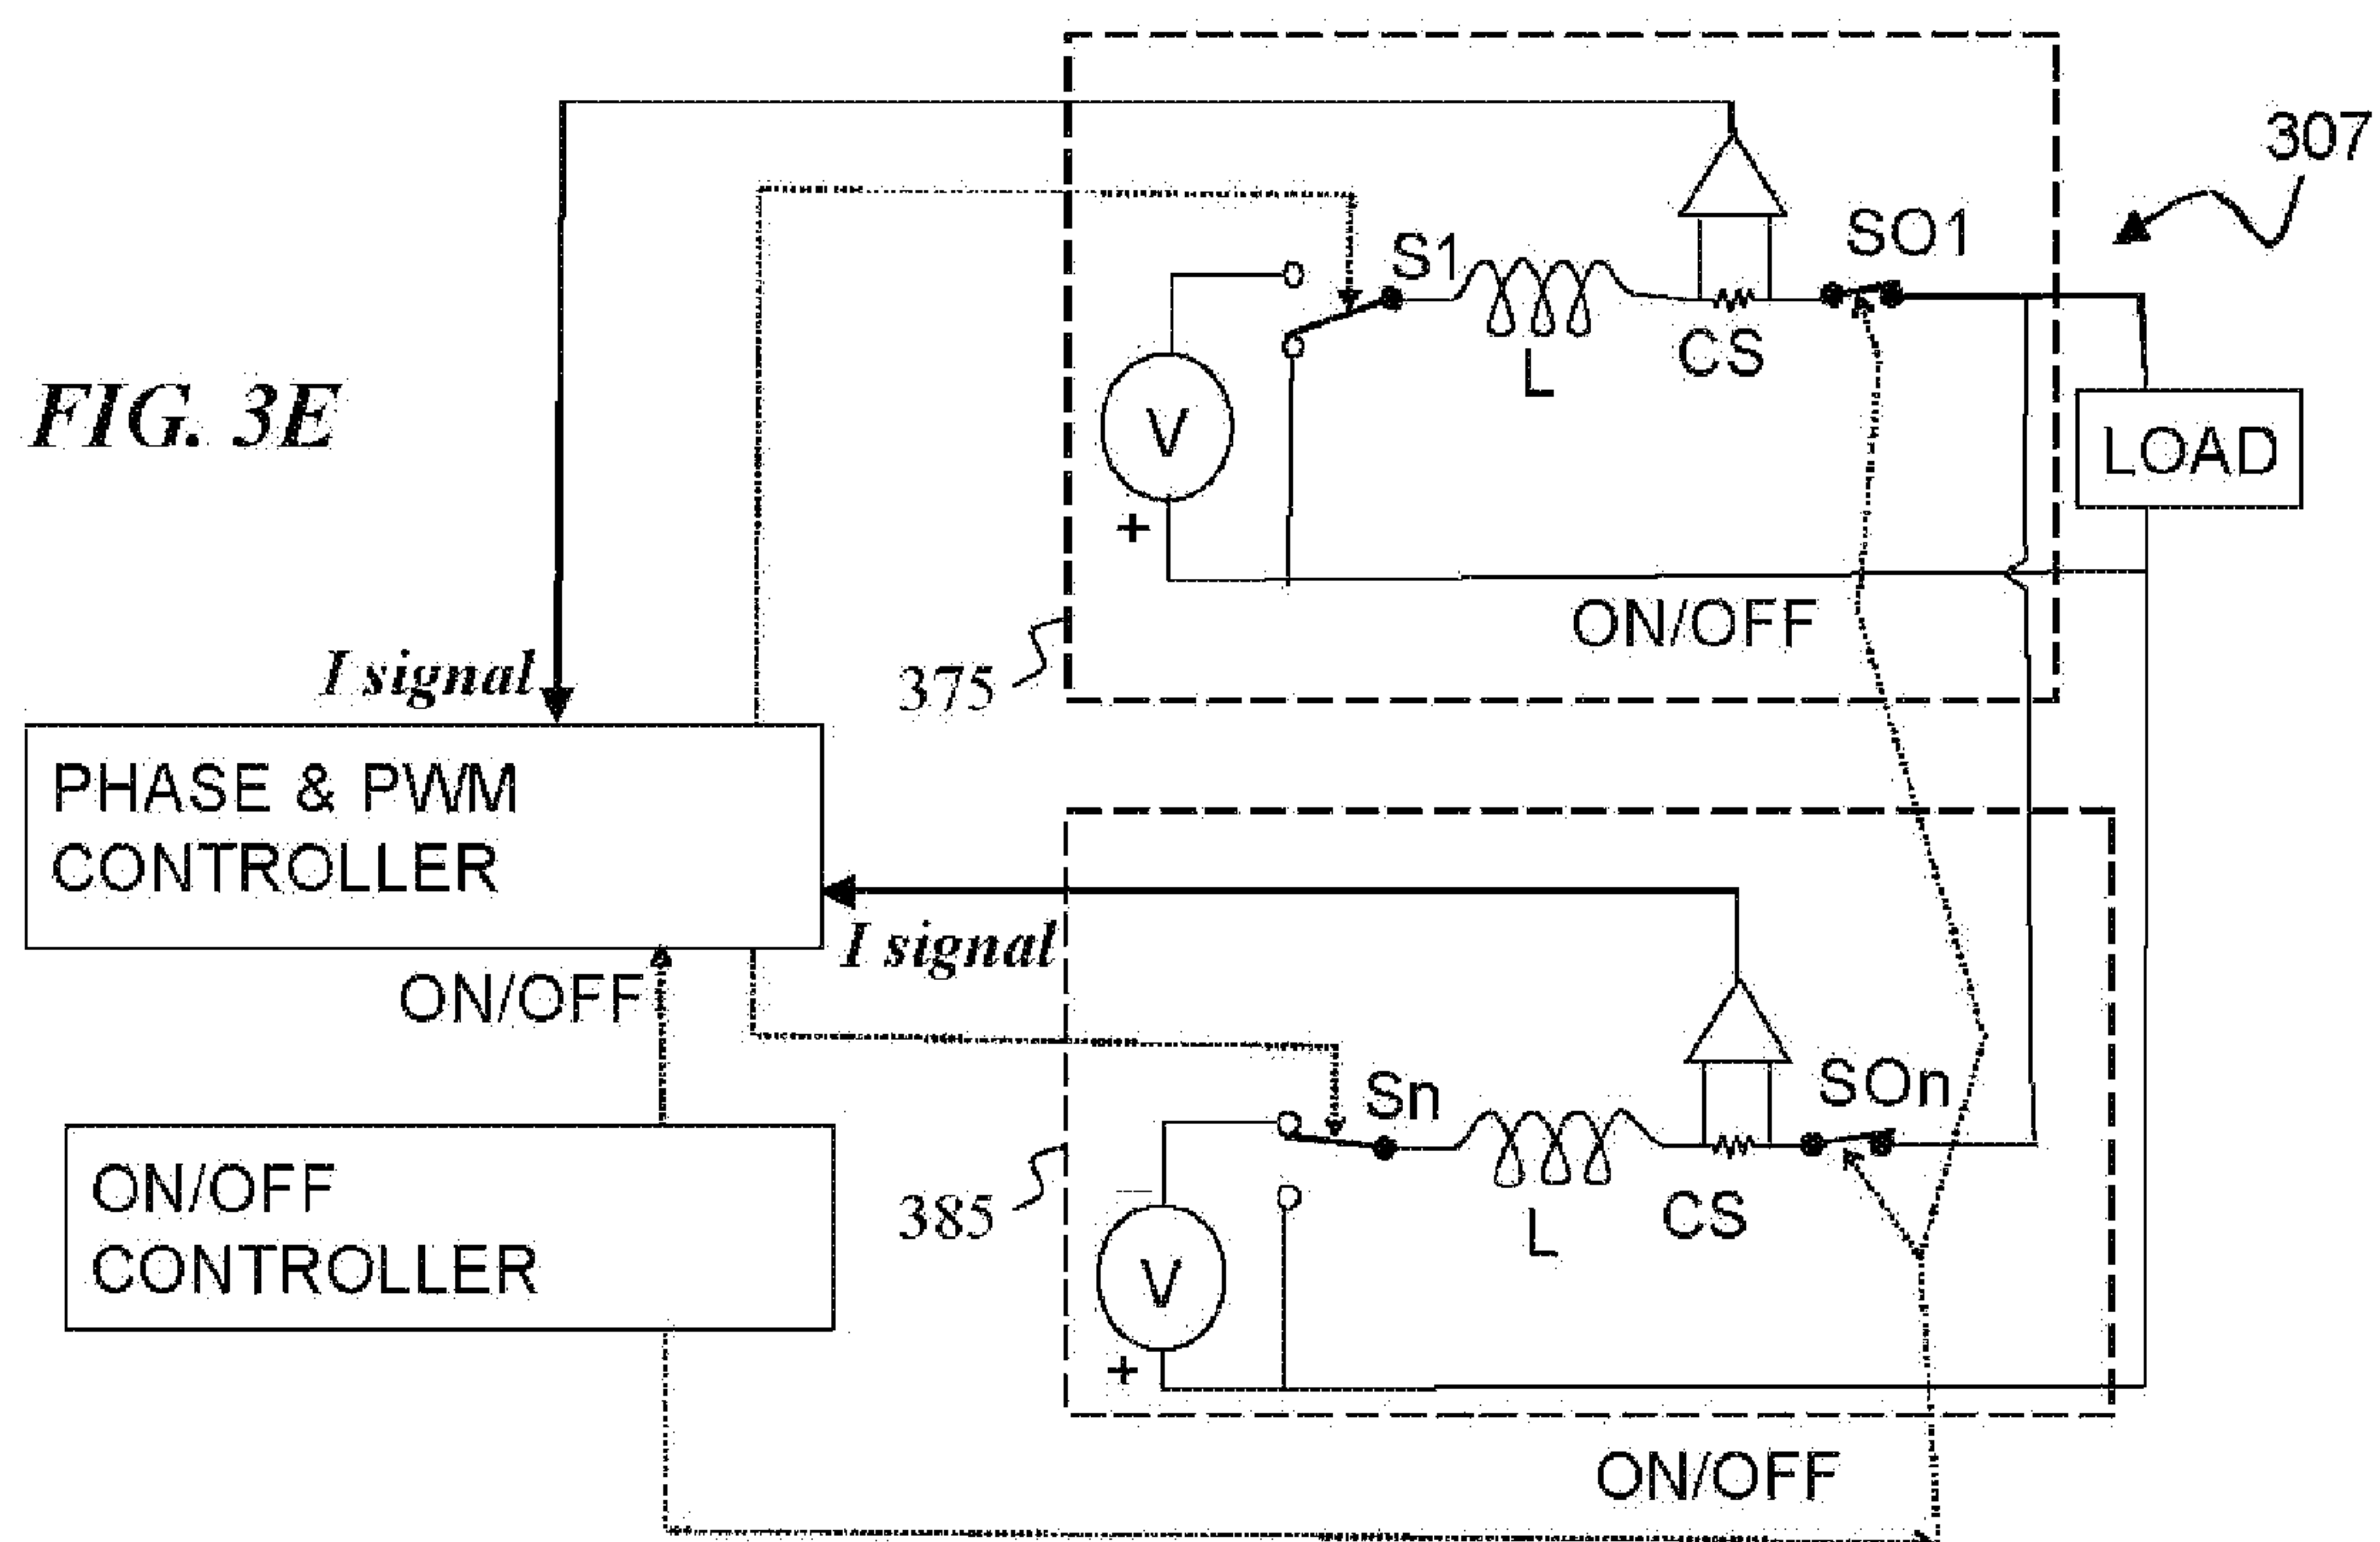 307
S1
SO1
CS
L
FIG. 3E
V
LOAD
+
ON/OFF
I signal
375
PHASE & PWM
CONTROLLER
I signal
ON/OFF
Sn
SOn
ON/OFF
CONTROLLER
385
L
CS
V
+
ON/OFF